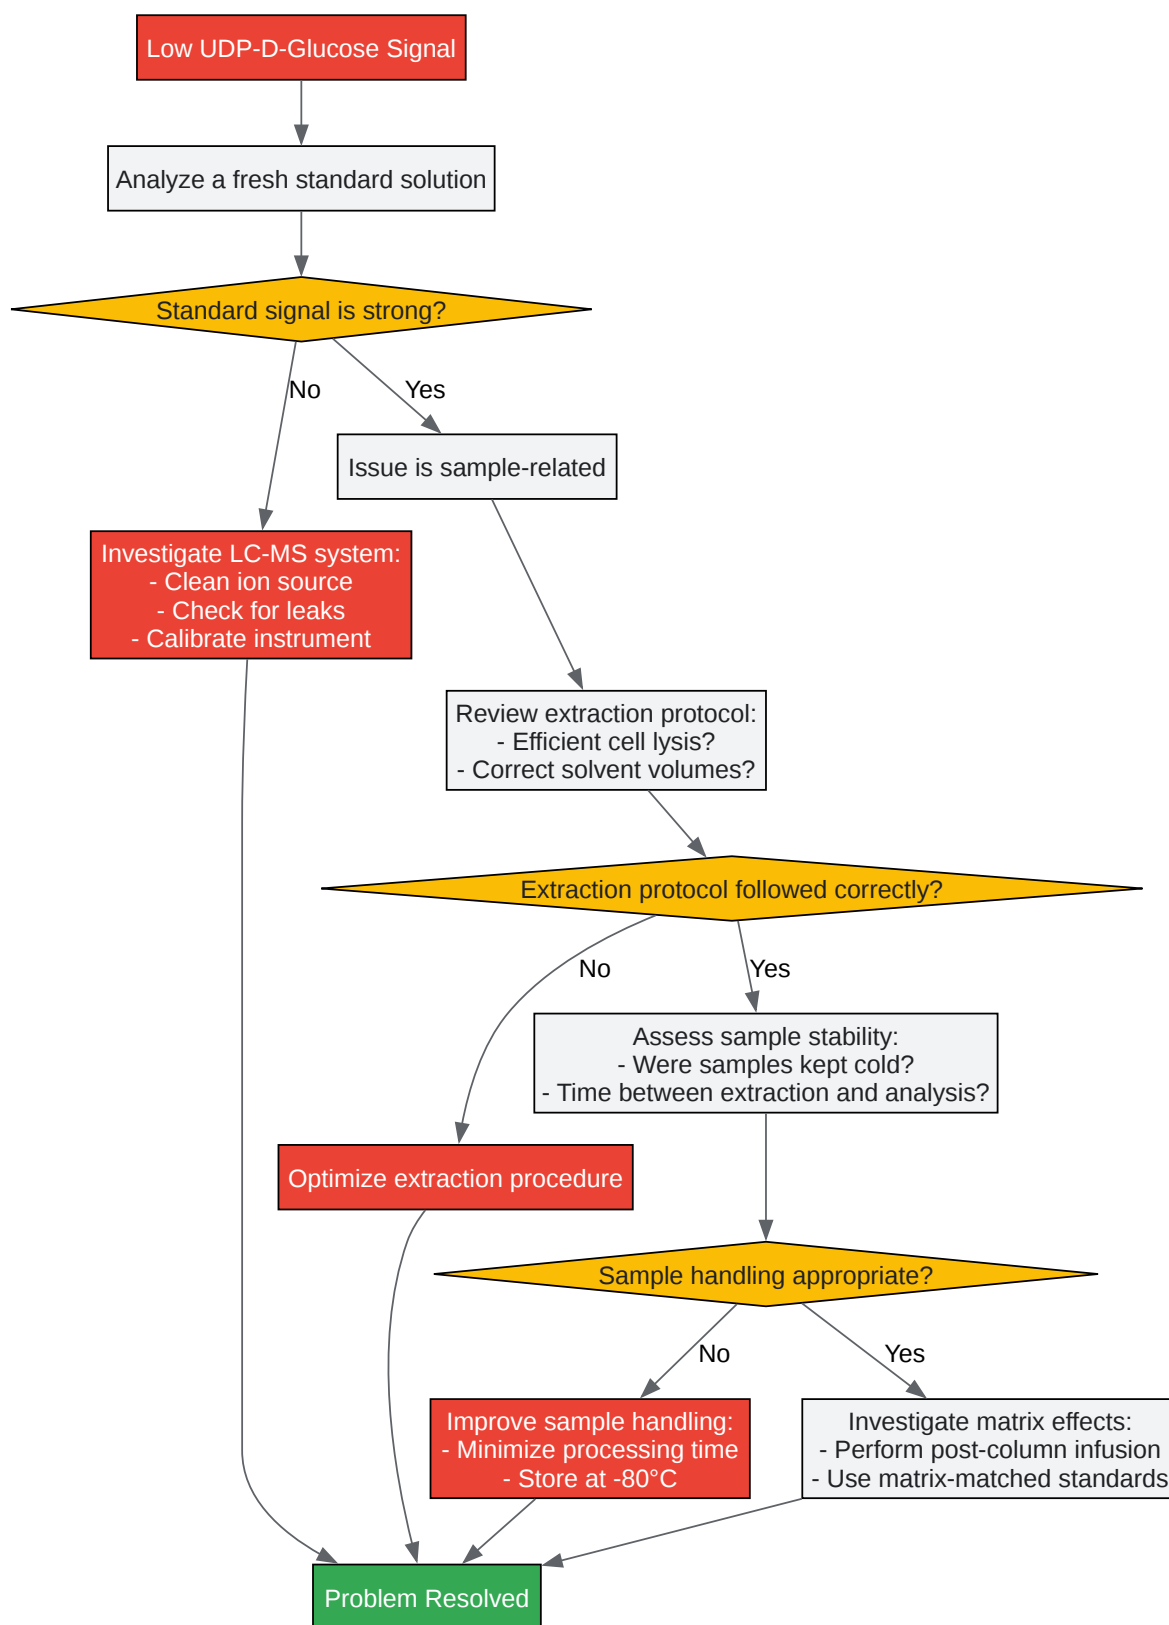 Low UDP-D-Glucose Signal
Analyze a fresh standard solution
Standard signal is strong?
No
Yes
Issue is sample-related
Investigate LC-MS system:
- Clean ion source
- Check for leaks
- Calibrate instrument
Review extraction protocol:
- Efficient cell lysis?
- Correct solvent volumes?
Extraction protocol followed correctly?
No
Yes
Assess sample stability:
- Were samples kept cold?
- Time between extraction and analysis?
Optimize extraction procedure
Sample handling appropriate?
No
Yes
Improve sample handling:
- Minimize processing time
- Store at -80°C
Investigate matrix effects:
- Perform post-column infusion
- Use matrix-matched standards
Problem Resolved